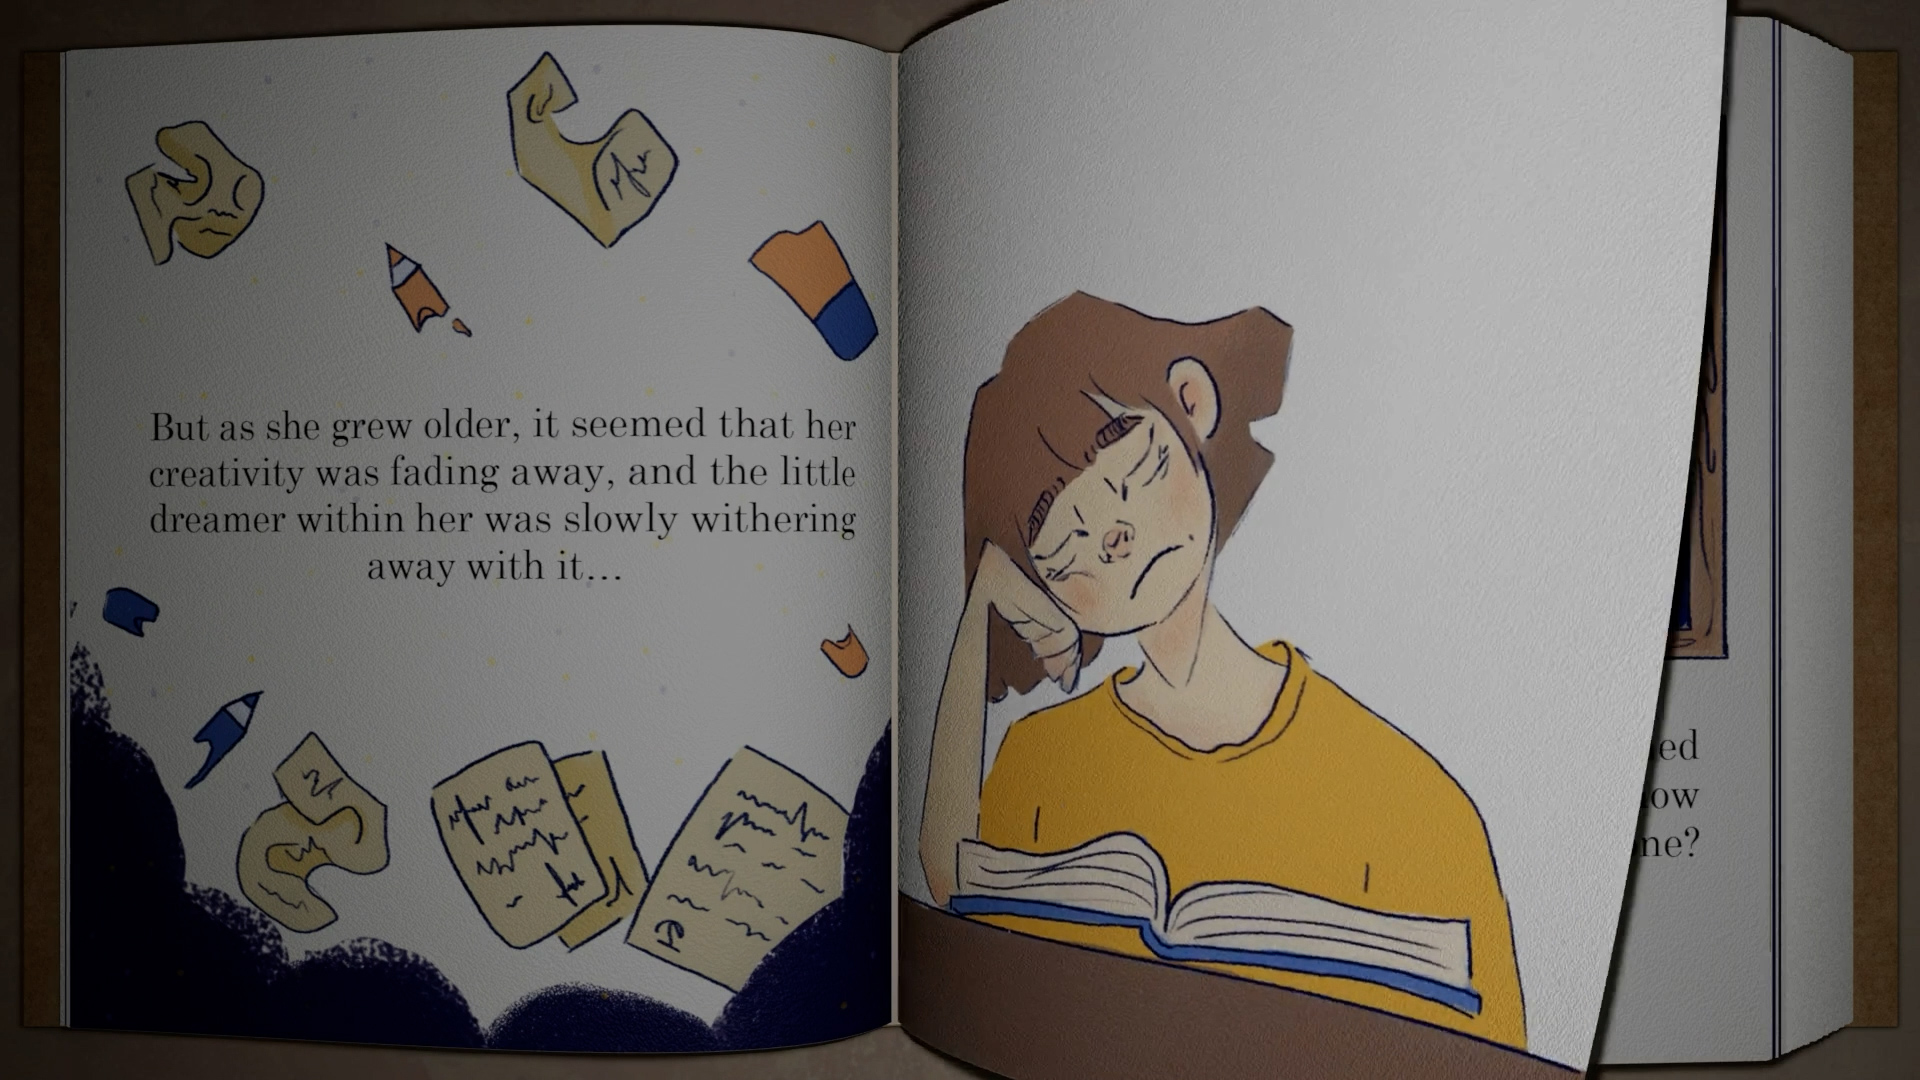 But as she grew older, it seemed that her
creativity was fading away, and the little
dreamer within her was slowly withering
away with it...